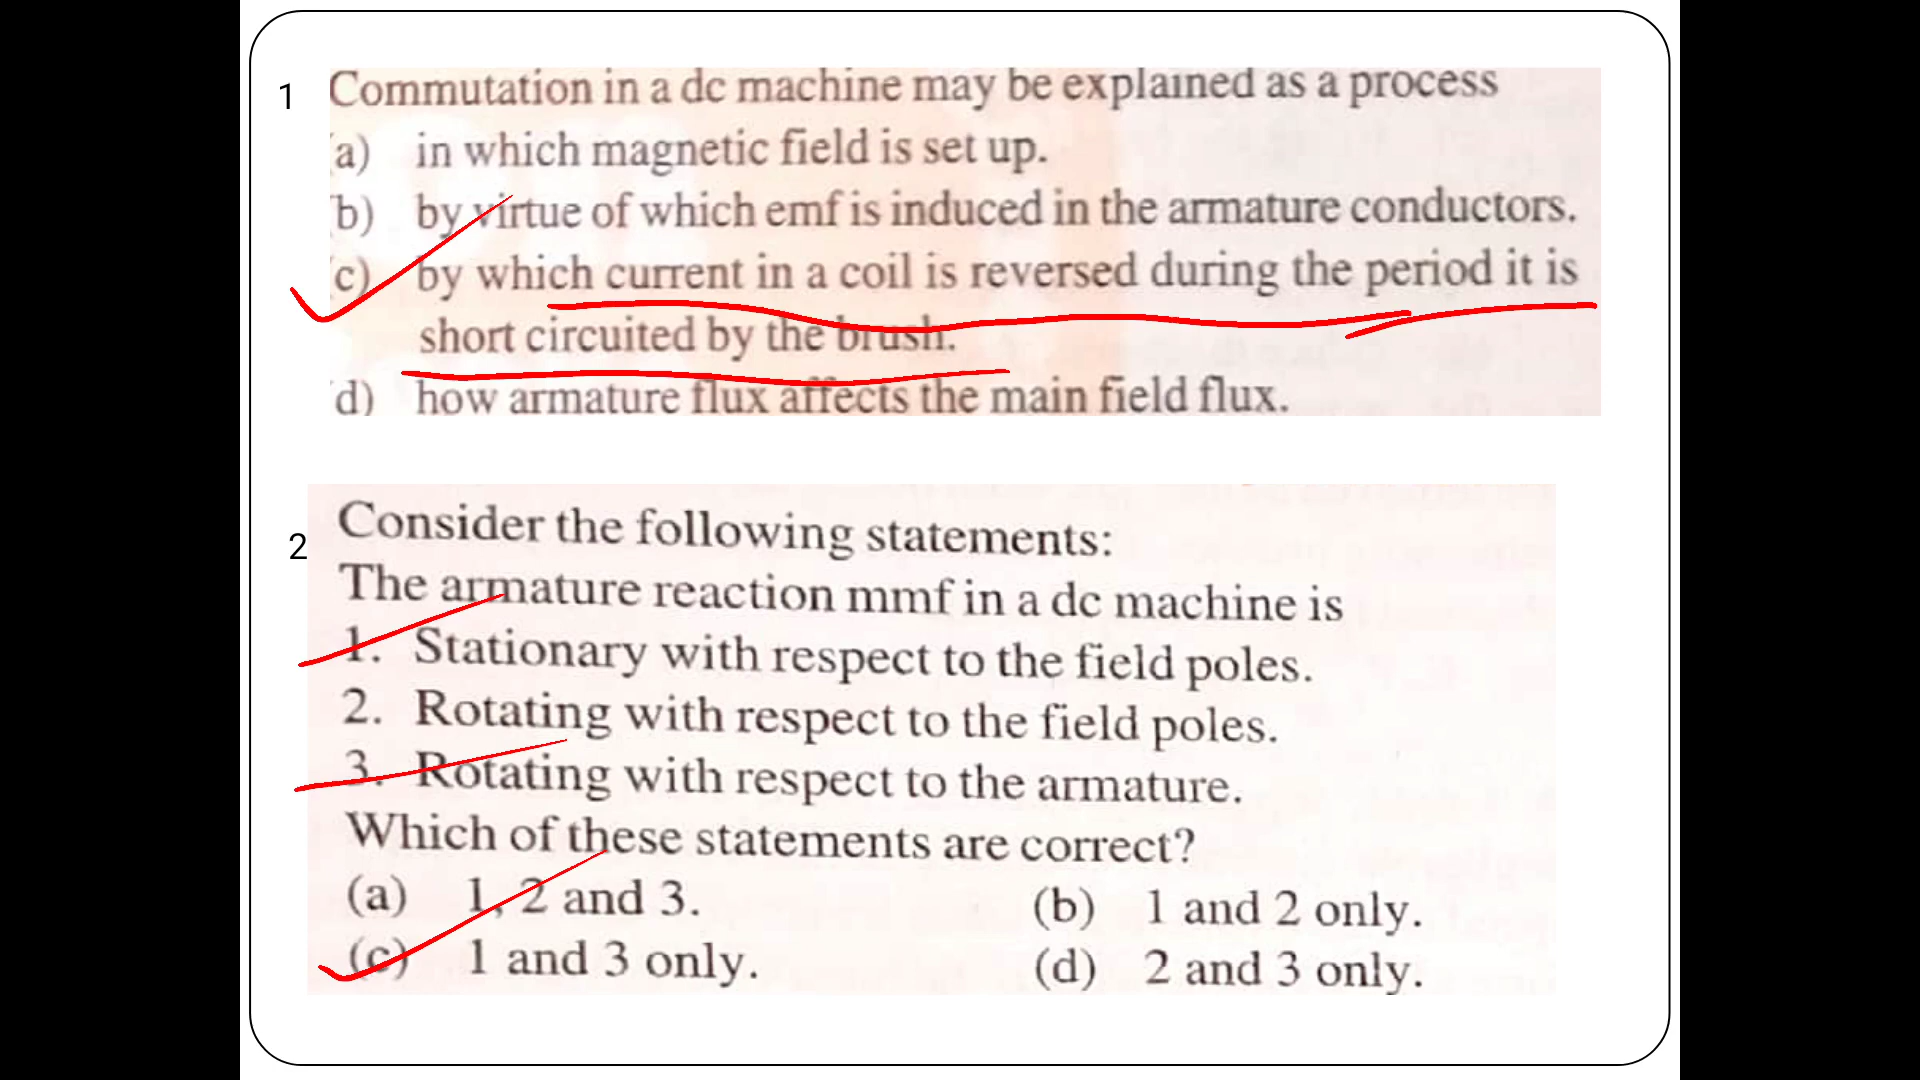 1 Commutation in a dc machine may be explained as a process
a) in which magnetic field is set up.
b) by virtue of which emf is induced in the armature conductors.
c) by which current in a coil is reversed during the period it is
short circuited by the brush.
d) how armature flux affects the main field flux.
2 Consider the following statements:
The armature reaction mmf in a dc machine is
1. Stationary with respect to the field poles.
2. Rotating with respect to the field poles.
3. Rotating with respect to the armature.
Which of these statements are correct?
(a) 1, 2 and 3. (b) 1 and 2 only.
(c) 1 and 3 only. (d) 2 and 3 only.